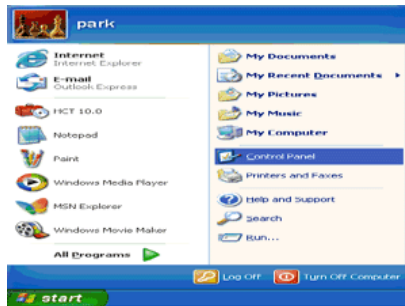 park
Internet
Internet Explorer
E-mail
Outlook Express
HCT 10.0
Notepad
Paint
Windows Media Player
MSN Explorer
Windows Movie Maker
All Programs
My Documents
My Recent Documents
My Pictures
My Music
My Computer
Control Panel
Printers and Faxes
Help and Support
Search
Run...
Log Off
Turn Off Computer
start